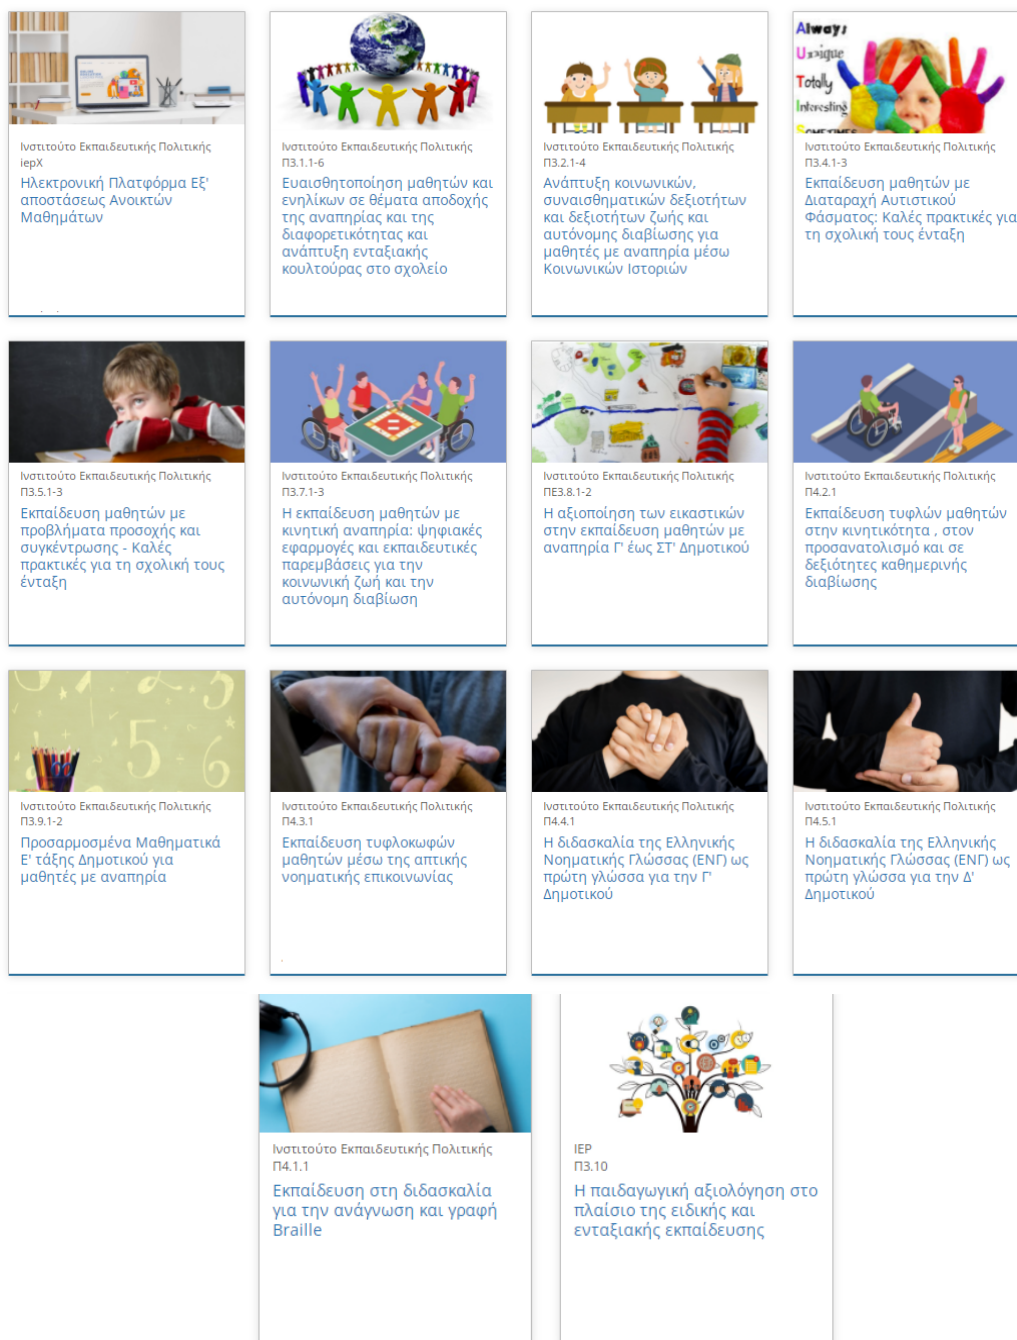 Always
Unique
Totally
Interesting
SOMETIMES
Ινστιτούτο Εκπαιδευτικής Πολιτικής
iepX
Ηλεκτρονική Πλατφόρμα Εξ'
αποστάσεως Ανοικτών
Μαθημάτων
Ινστιτούτο Εκπαιδευτικής Πολιτικής
Π3.1.1-6
Ευαισθητοποίηση μαθητών και
ενηλίκων σε θέματα αποδοχής
της αναπηρίας και της
διαφορετικότητας και
ανάπτυξη ενταξιακής
κουλτούρας στο σχολείο
Ινστιτούτο Εκπαιδευτικής Πολιτικής
Π3.2.1-4
Ανάπτυξη κοινωνικών,
συναισθηματικών δεξιοτήτων
και δεξιοτήτων ζωής και
αυτόνομης διαβίωσης για
μαθητές με αναπηρία μέσω
Κοινωνικών Ιστοριών
Ινστιτούτο Εκπαιδευτικής Πολιτικής
Π3.4.1-3
Εκπαίδευση μαθητών με
Διαταραχή Αυτιστικού
Φάσματος: Καλές πρακτικές για
τη σχολική τους ένταξη
Ινστιτούτο Εκπαιδευτικής Πολιτικής
Π3.5.1-3
Εκπαίδευση μαθητών με
προβλήματα προσοχής και
συγκέντρωσης - Καλές
πρακτικές για τη σχολική τους
ένταξη
Ινστιτούτο Εκπαιδευτικής Πολιτικής
Π3.7.1-3
Η εκπαίδευση μαθητών με
κινητική αναπηρία: ψηφιακές
εφαρμογές και εκπαιδευτικές
παρεμβάσεις για την
κοινωνική ζωή και την
αυτόνομη διαβίωση
Ινστιτούτο Εκπαιδευτικής Πολιτικής
ΠΕ3.8.1-2
Η αξιοποίηση των εικαστικών
στην εκπαίδευση μαθητών με
αναπηρία Γ' έως ΣΤ' Δημοτικού
Ινστιτούτο Εκπαιδευτικής Πολιτικής
Π4.2.1
Εκπαίδευση τυφλών μαθητών
στην κινητικότητα , στον
προσανατολισμό και σε
δεξιότητες καθημερινής
διαβίωσης
5
5
6
Ινστιτούτο Εκπαιδευτικής Πολιτικής
Π3.9.1-2
Προσαρμοσμένα Μαθηματικά
Ε' τάξης Δημοτικού για
μαθητές με αναπηρία
Ινστιτούτο Εκπαιδευτικής Πολιτικής
Π4.3.1
Εκπαίδευση τυφλοκωφών
μαθητών μέσω της απτικής
νοηματικής επικοινωνίας
Ινστιτούτο Εκπαιδευτικής Πολιτικής
Π4.4.1
Η διδασκαλία της Ελληνικής
Νοηματικής Γλώσσας (ΕΝΓ) ως
πρώτη γλώσσα για την Γ'
Δημοτικού
Ινστιτούτο Εκπαιδευτικής Πολιτικής
Π4.5.1
Η διδασκαλία της Ελληνικής
Νοηματικής Γλώσσας (ΕΝΓ) ως
πρώτη γλώσσα για την Δ'
Δημοτικού
Ινστιτούτο Εκπαιδευτικής Πολιτικής
Π4.1.1
Εκπαίδευση στη διδασκαλία
για την ανάγνωση και γραφή
Braille
IEP
Π3.10
Η παιδαγωγική αξιολόγηση στο
πλαίσιο της ειδικής και
ενταξιακής εκπαίδευσης